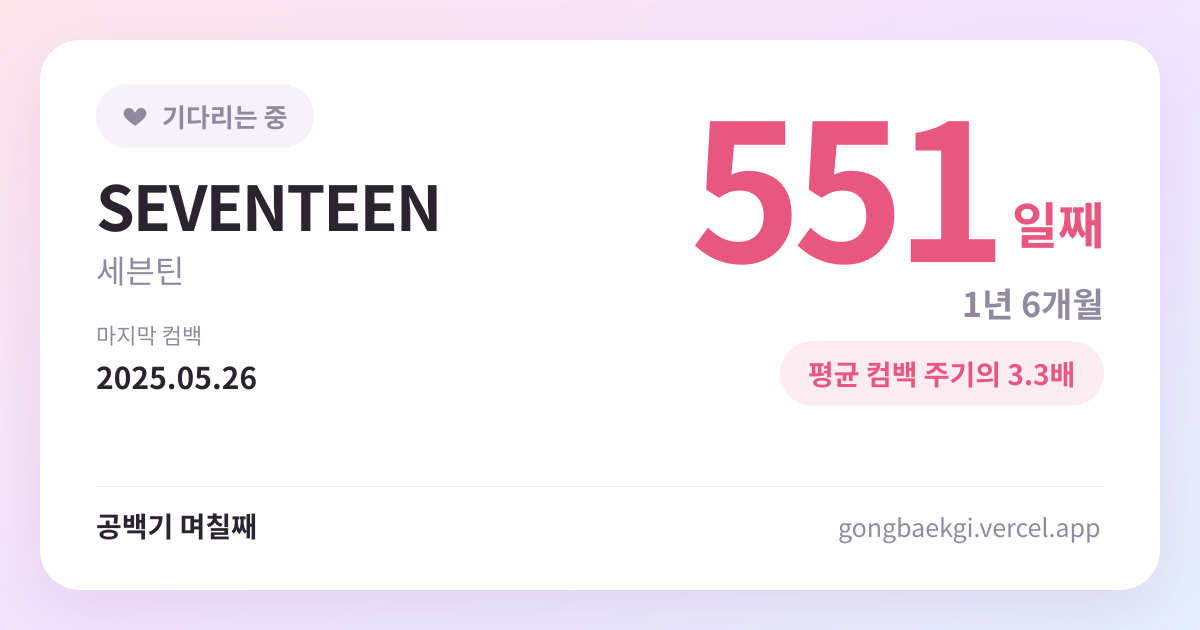 기다리는 중
SEVENTEEN
세븐틴
마지막 컴백
2025.05.26
551 일째
1년 6개월
평균 컴백 주기의 3.3배
공백기 며칠째
gongbaekgi.vercel.app